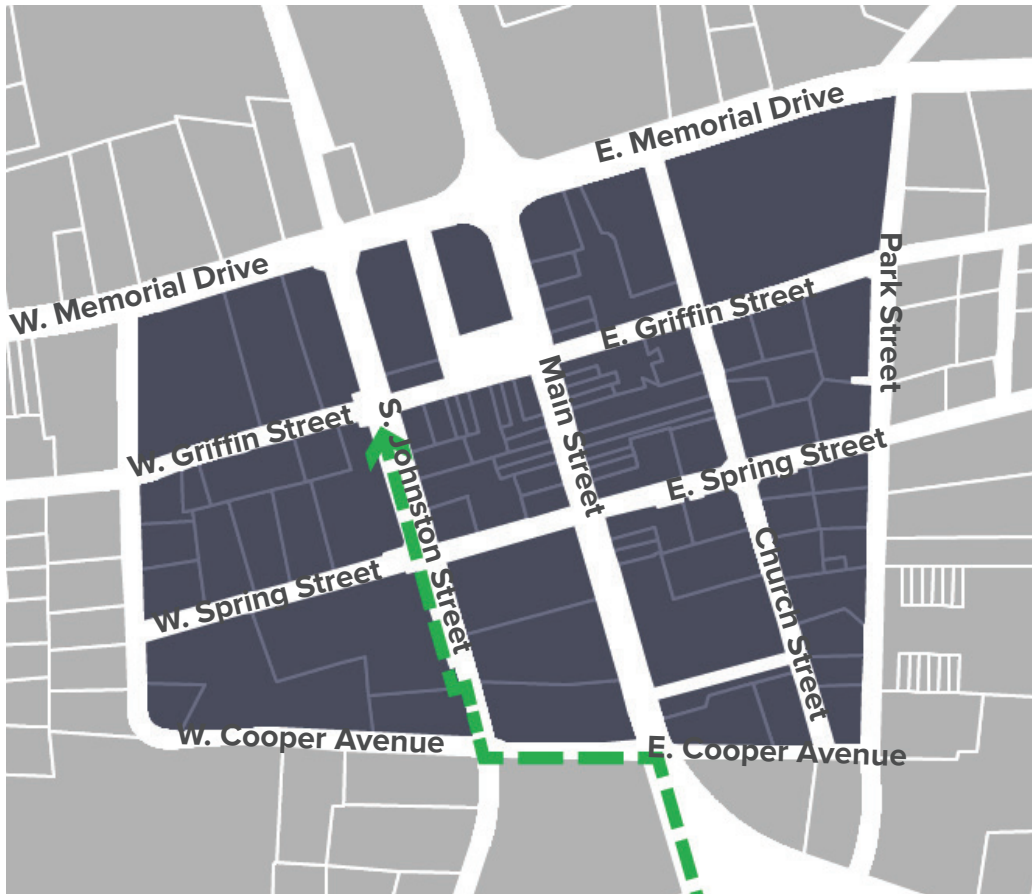 E. Memorial Drive
W. Memorial Drive
Park Street
E. Griffin Street
Main Street
W. Griffin Street
S. Johnston Street
E. Spring Street
Church Street
W. Spring Street
W. Cooper Avenue
E. Cooper Avenue